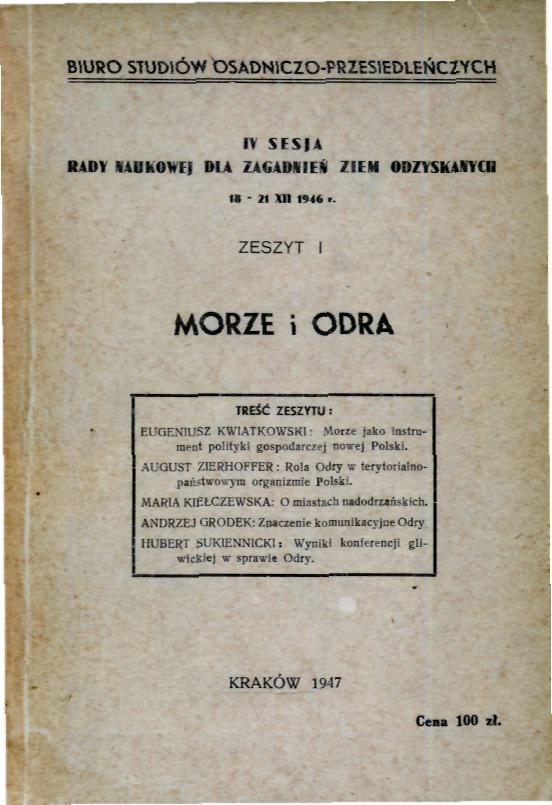 BIURO STUDIÓW OSADNICZO-PRZESIEDLEŃCZYCH
IV SESJA
RADY NAUKOWEJ DLA ZAGADNIEŃ ZIEM ODZYSKANYCH
18 - 21 XII 1946 r.
ZESZYT I
MORZE i ODRA
TREŚĆ ZESZYTU:
EUGENIUSZ KWIATKOWSKI: Morze jako instru-
ment polityki gospodarczej nowej Polski.
AUGUST ZIERHOFFER: Rola Odry w terytorialno-
państwowym organizmie Polski.
MARIA KIEŁCZEWSKA: O miastach nadodrzańskich.
ANDRZEJ GRODEK: Znaczenie komunikacyjne Odry
HUBERT SUKIENNICKI: Wyniki konferencji gli-
wickiej w sprawie Odry.
KRAKÓW 1947
Cena 100 zł.